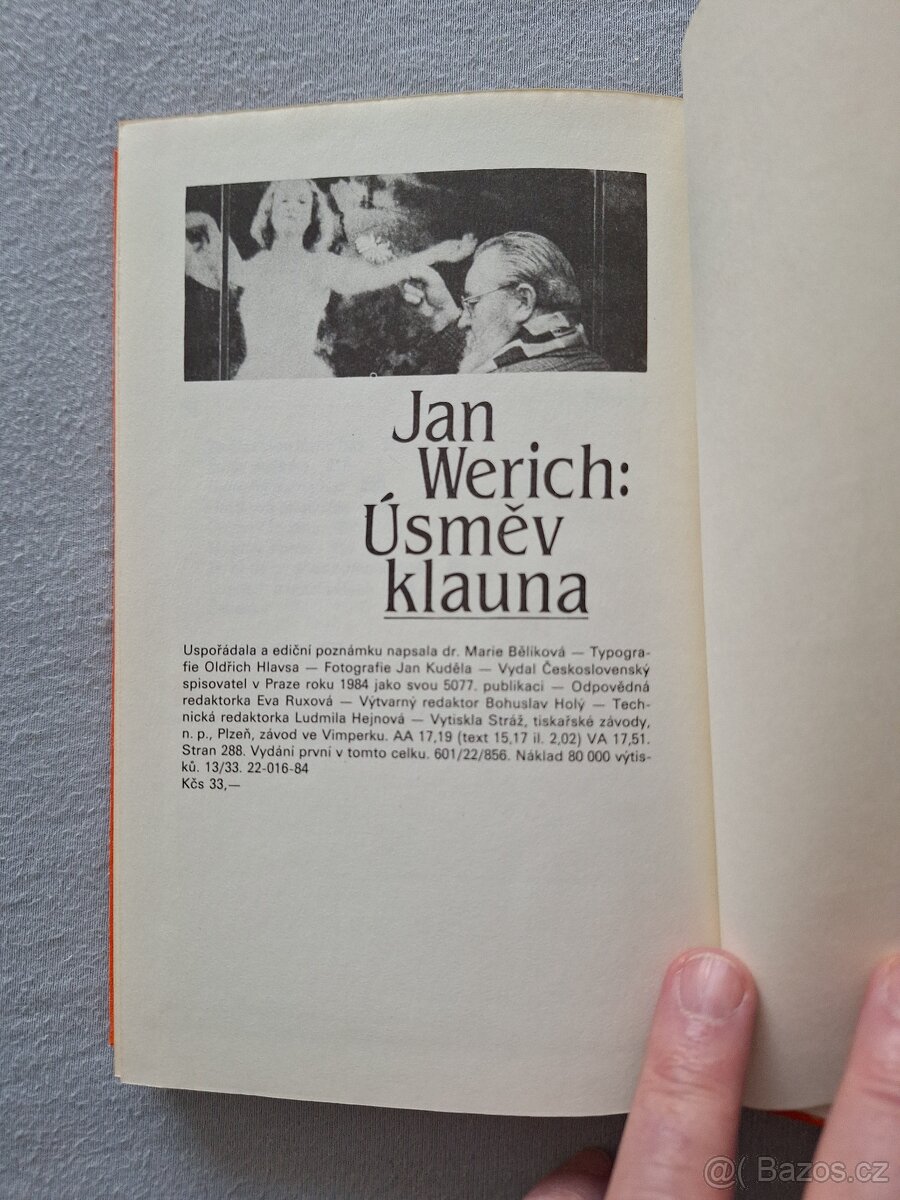 Jan
Werich:
Úsměv
klauna
Uspořádala a ediční poznámku napsala dr. Marie Bělíková — Typogra-
fie Oldřich Hlavsa — Fotografie Jan Kuděla — Vydal Československý
spisovatel v Praze roku 1984 jako svou 5077. publikaci — Odpovědná
redaktorka Eva Ruxová — Výtvarný redaktor Bohuslav Holý — Tech-
nická redaktorka Ludmila Hejnová — Vytiskla Stráž, tiskařské závody,
n. p., Plzeň, závod ve Vimperku. AA 17,19 (text 15,17 il. 2,02) VA 17,51.
Stran 288. Vydání první v tomto celku. 601/22/856. Náklad 80 000 výtis-
ků. 13/33. 22-016-84
Kčs 33,—
@( Bazos.cz